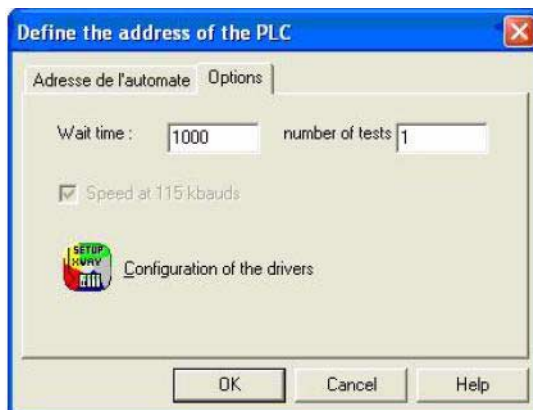 Define the address of the PLC
Adresse de l'automate Options
Wait time : 1000 number of tests 1
Speed at 115 kbauds
SETUP
XWAY
Configuration of the drivers
OK Cancel Help